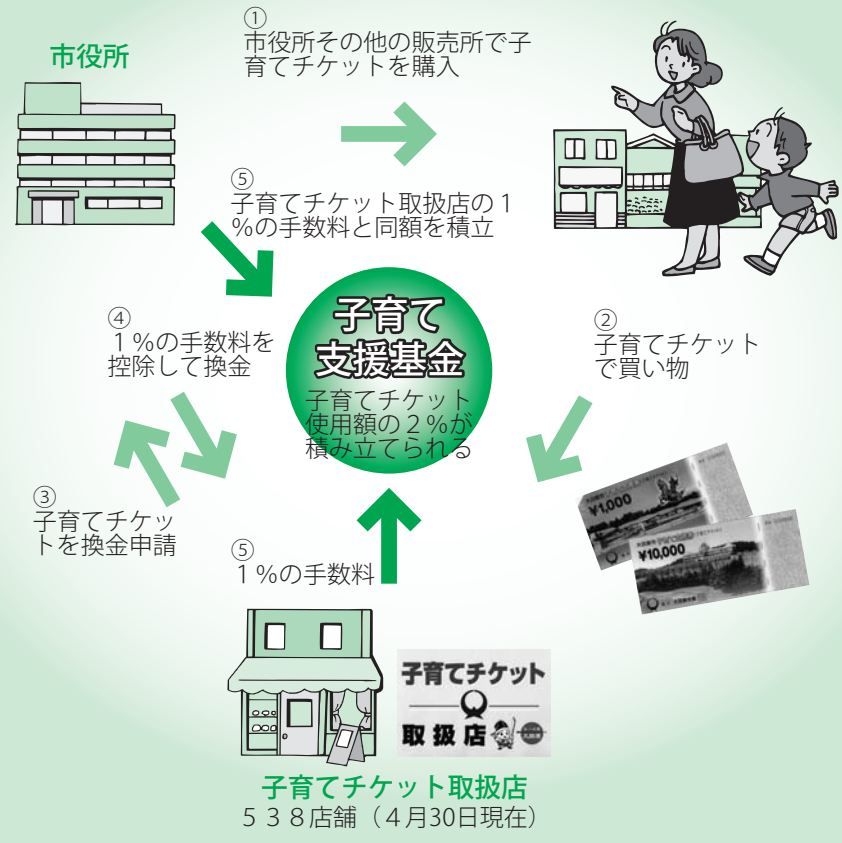 ①
市役所その他の販売所で子
育てチケットを購入
市役所
⑤
子育てチケット取扱店の１
％の手数料と同額を積立
④
１％の手数料を
控除して換金
子育て
支援基金
子育てチケット
使用額の２％が
積み立てられる
②
子育てチケット
で買い物
③
子育てチケッ
トを換金申請
⑤
１％の手数料
¥1,000
¥10,000
子育てチケット
取扱店
子育てチケット取扱店
５３８店舗（４月30日現在）